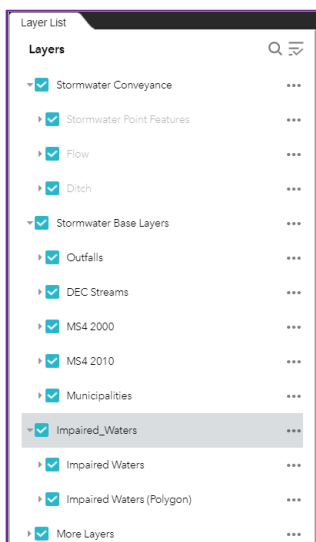 Layer List
Layers
Stormwater Conveyance
Stormwater Point Features
Flow
Ditch
Stormwater Base Layers
Outfalls
DEC Streams
MS4 2000
MS4 2010
Municipalities
Impaired_Waters
Impaired Waters
Impaired Waters (Polygon)
More Layers